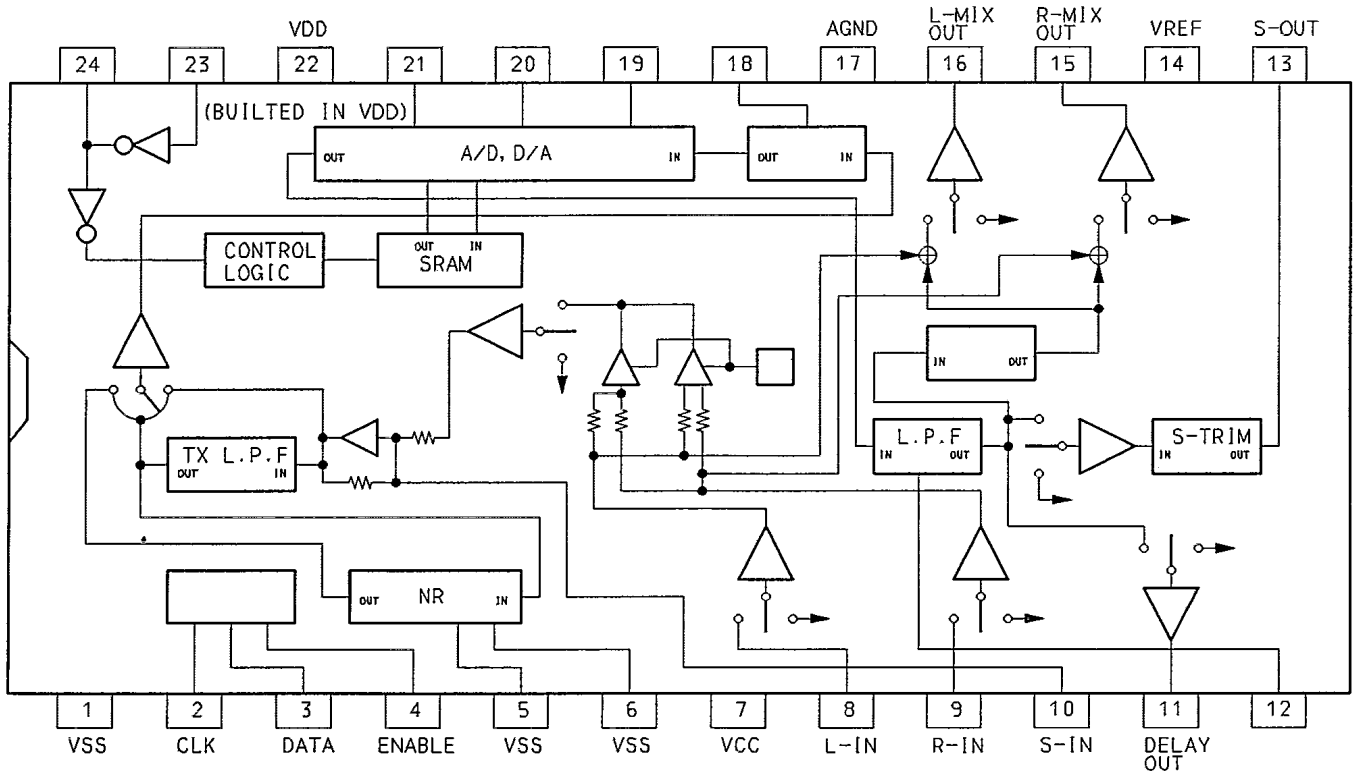 L-MIX OUT
R-MIX OUT
VDD
AGND
VREF
S-OUT
24 23 22 21 20 19 18 17 16 15 14 13
(BUILTED IN VDD)
OUT A/D, D/A IN
OUT IN
CONTROL LOGIC
OUT IN
SRAM
IN OUT
TX L.P.F
OUT IN
L.P.F
IN OUT
S-TRIM
IN OUT
OUT NR IN
1 2 3 4 5 6 7 8 9 10 11 12
VSS CLK DATA ENABLE VSS VSS VCC L-IN R-IN S-IN DELAY OUT